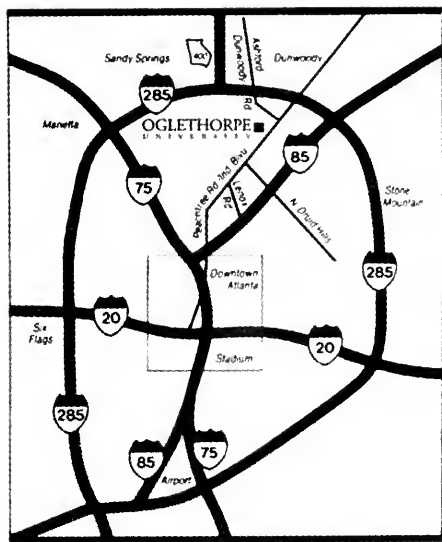 Sandy Springs
400
Ashford
Dunwoody
Rd
Dunwoody
285
Marietta
OGLETHORPE
UNIVERSITY
85
75
Peachtree Rd and Blvd
Lenox
Rd
N. Druid Hills
Stone
Mountain
Downtown
Atlanta
285
Six
Flags
20
20
Stadium
285
85
75
Airport